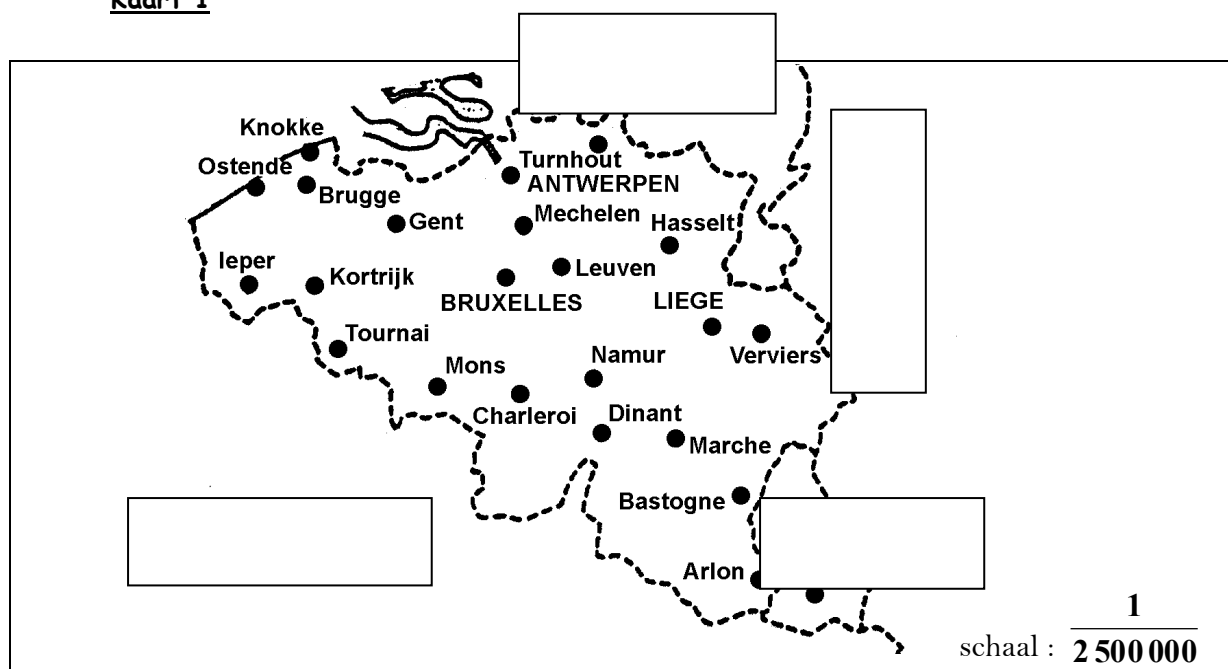 Kaart 1
Knokke
Ostende
Brugge
Turnhout
ANTWERPEN
Gent
Mechelen
Hasselt
Ieper
Kortrijk
Leuven
BRUXELLES
LIEGE
Tournai
Verviers
Mons
Namur
Charleroi
Dinant
Marche
Bastogne
Arlon
schaal : 1
2 500 000